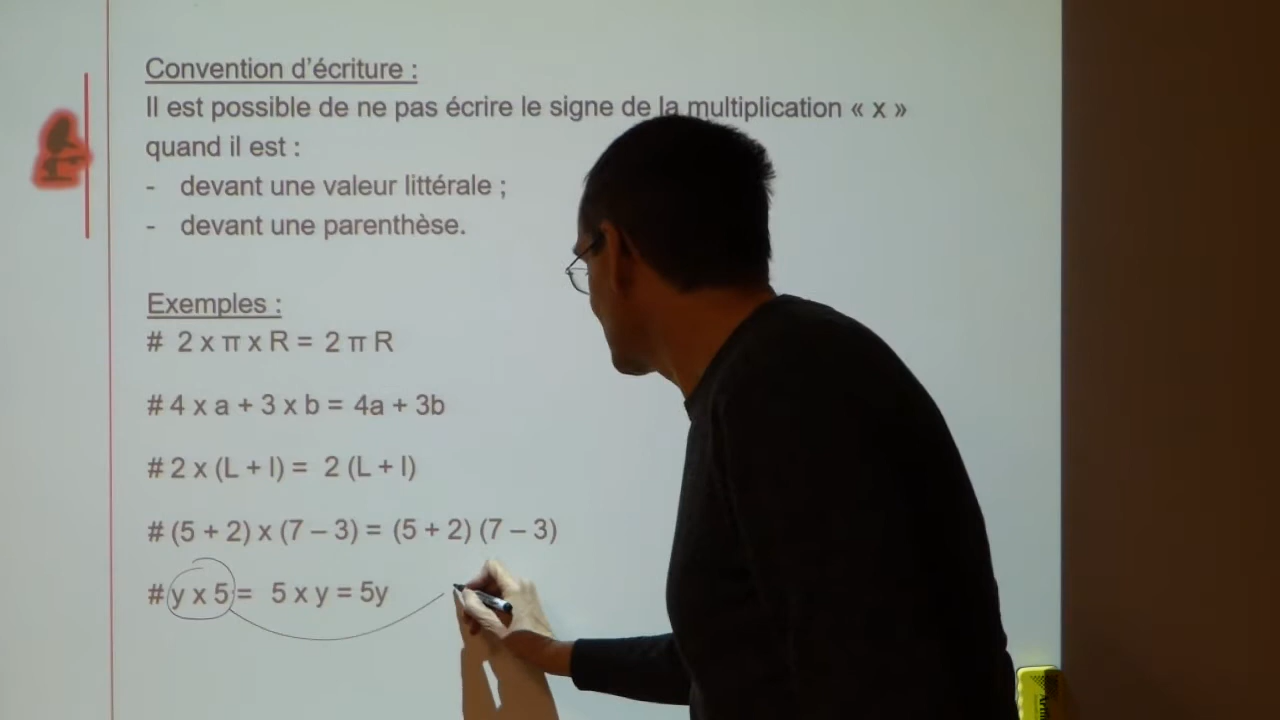 Convention d'écriture :
Il est possible de ne pas écrire le signe de la multiplication « x »
quand il est :
- devant une valeur littérale ;
- devant une parenthèse.
Exemples :
# 2 x π x R = 2 π R
# 4 x a + 3 x b = 4a + 3b
# 2 x (L + l) = 2 (L + l)
# (5 + 2) x (7 – 3) = (5 + 2) (7 – 3)
# y x 5 = 5 x y = 5y